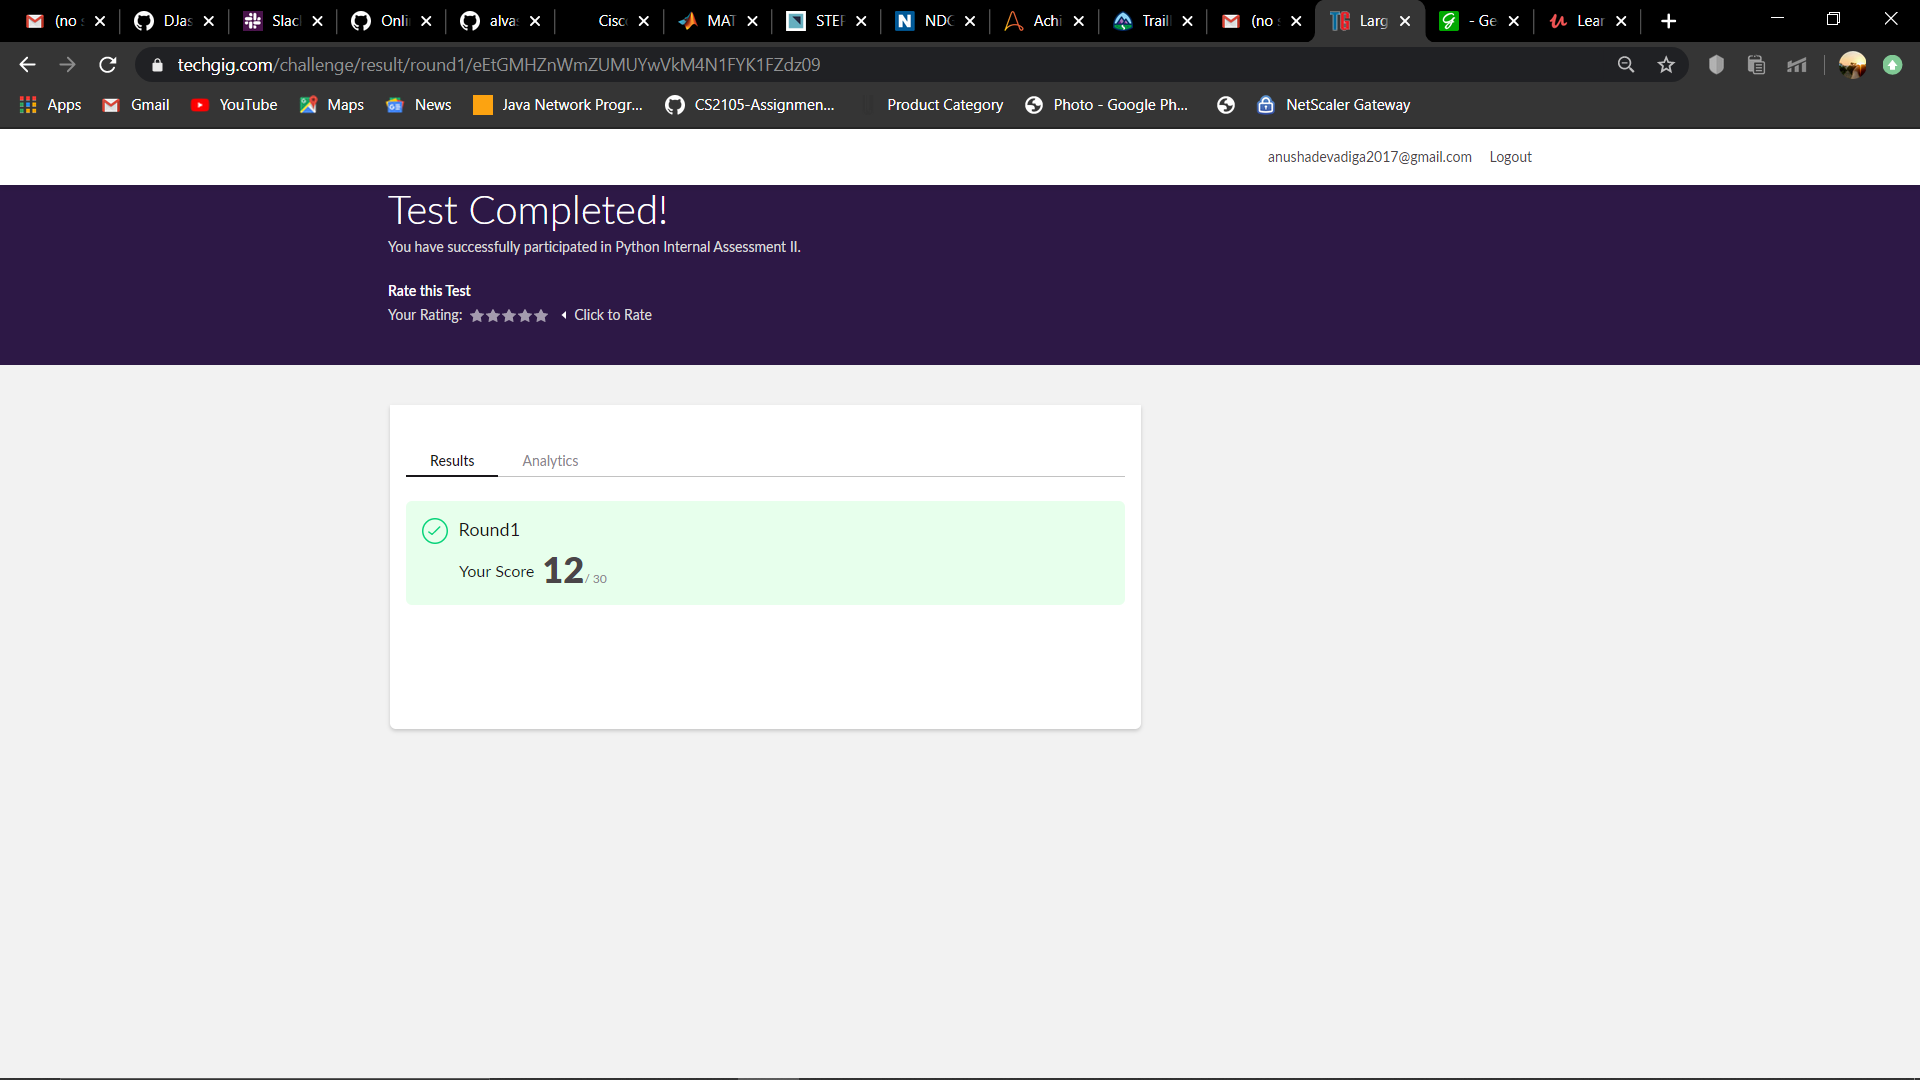 (no s
DJas
Slac
Onli
alva
Cisc
MAT
STEP
NDG
Achi
Trail
(no s
Larg
- Ge
Lear
techgig.com/challenge/result/round1/eEtGMHZnWmZUMUYwVkM4N1FYK1FZdz09
Apps
Gmail
YouTube
Maps
News
Java Network Progr...
CS2105-Assignmen...
Product Category
Photo - Google Ph...
NetScaler Gateway
anushadevadiga2017@gmail.com Logout
Test Completed!
You have successfully participated in Python Internal Assessment II.
Rate this Test
Your Rating: Click to Rate
Results Analytics
Round1
Your Score 12 / 30